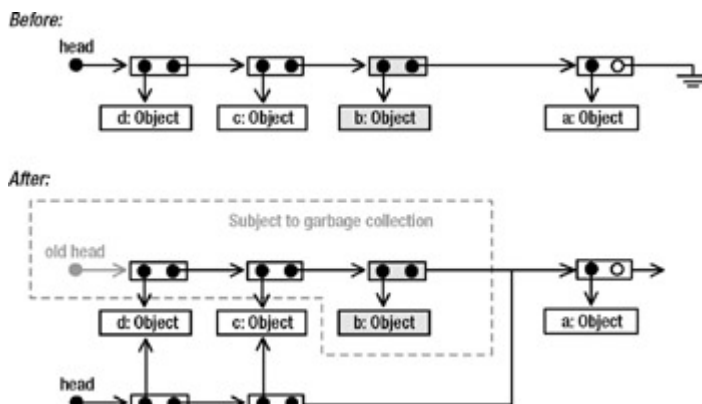 Before:
head
d: Object
c: Object
b: Object
a: Object
After:
Subject to garbage collection
old head
d: Object
c: Object
b: Object
a: Object
head